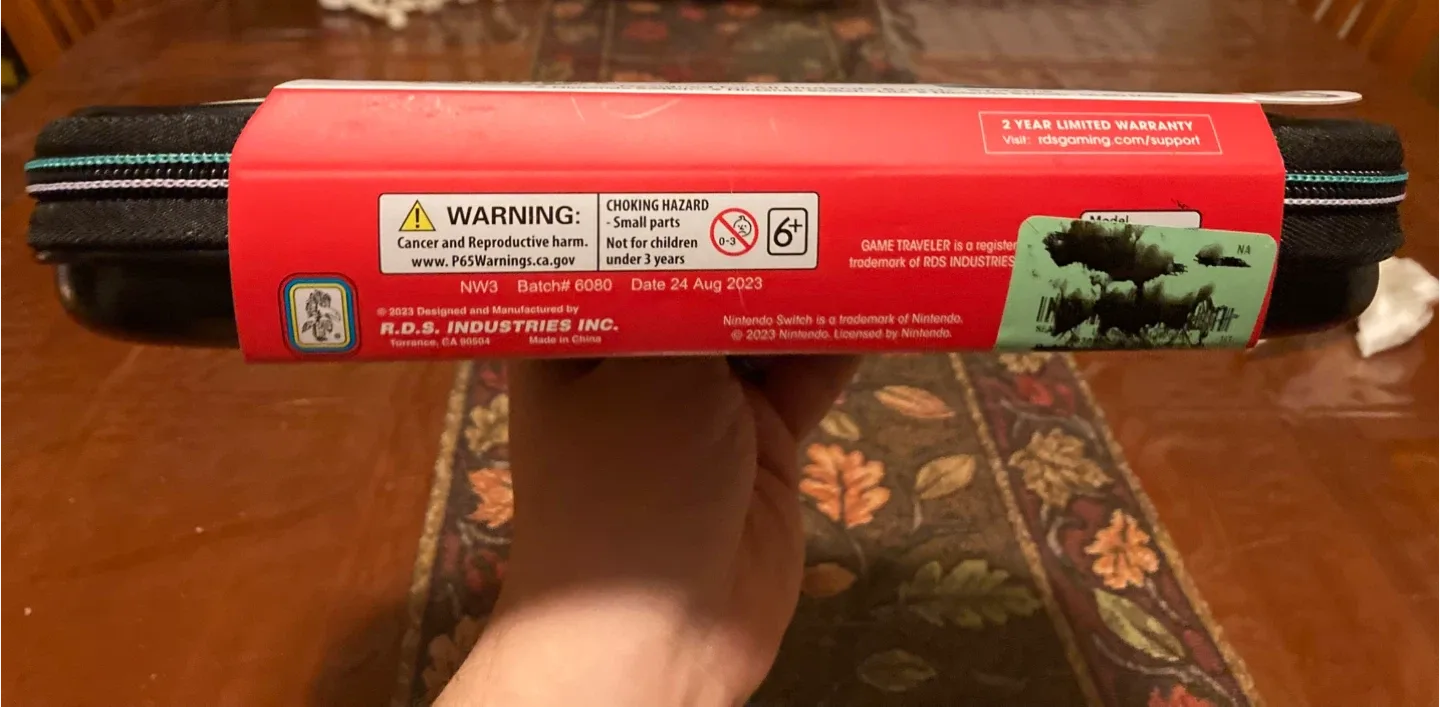 2 YEAR LIMITED WARRANTY
Visit: rdsgaming.com/support
WARNING:
Cancer and Reproductive harm.
www. P65Warnings.ca.gov
CHOKING HAZARD
- Small parts
Not for children
under 3 years
0-3
6+
Model
NW3 Batch# 6080 Date 24 Aug 2023
GAME TRAVELER is a register
trademark of RDS INDUSTRIES
© 2023 Designed and Manufactured by
R.D.S. INDUSTRIES INC.
Torrance, CA 90504 Made in China
Nintendo Switch is a trademark of Nintendo.
© 2023 Nintendo. Licensed by Nintendo.
NA